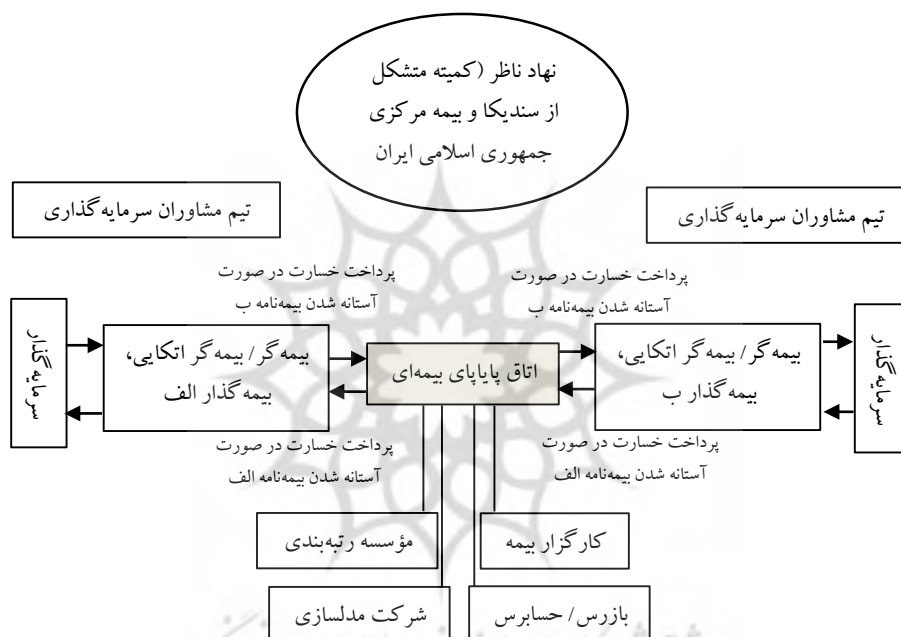 نهاد ناظر (کمیته متشکل
از سندیکا و بیمه مرکزی
جمهوری اسلامی ایران
تیم مشاوران سرمایه‌گذاری
تیم مشاوران سرمایه‌گذاری
پرداخت خسارت در صورت
آستانه شدن بیمه‌نامه ب
پرداخت خسارت در صورت
آستانه شدن بیمه‌نامه ب
سرمایه‌گذار
بیمه‌گر/ بیمه‌گر اتکایی،
بیمه‌گذار ب
اتاق پایاپای بیمه‌ای
بیمه‌گر/ بیمه‌گر اتکایی،
بیمه‌گذار الف
سرمایه‌گذار
پرداخت خسارت در صورت
آستانه شدن بیمه‌نامه الف
پرداخت خسارت در صورت
آستانه شدن بیمه‌نامه الف
کارگزار بیمه
مؤسسه رتبه‌بندی
بازرس/ حسابرس
شرکت مدلسازی